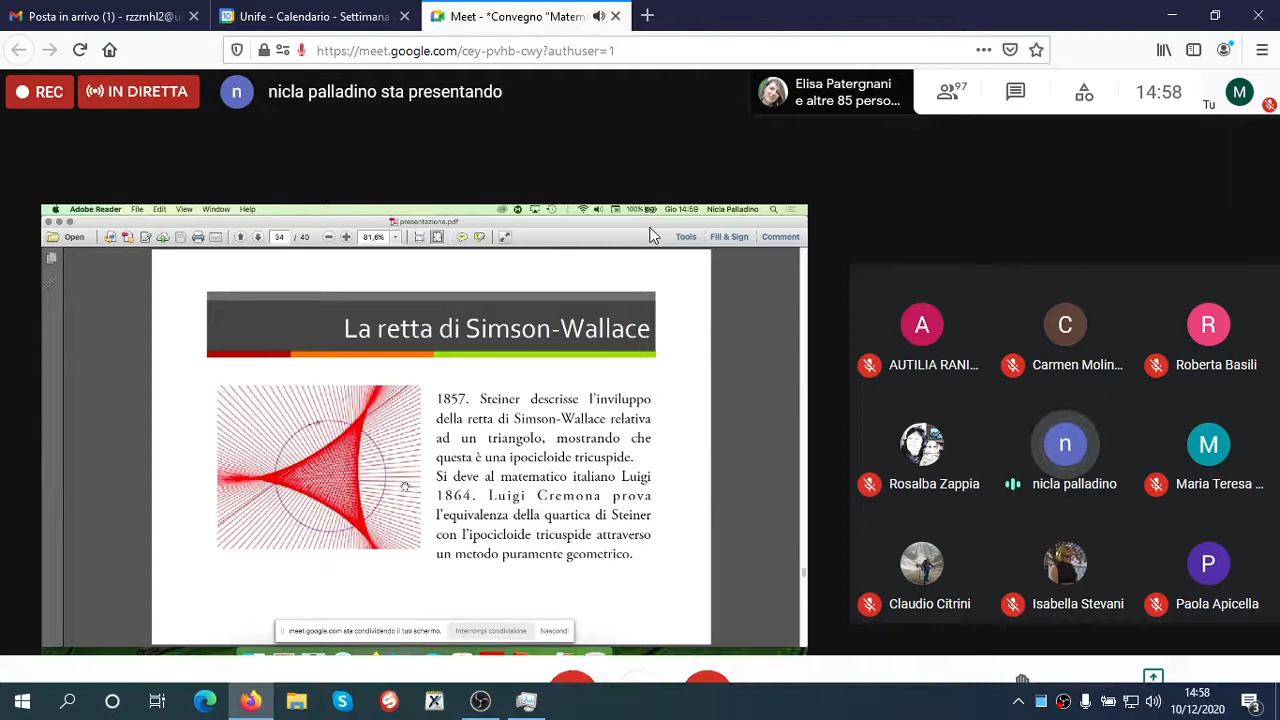 Posta in arrivo (1) - rzzmhl2@u
Unife - Calendario - Settimana
Meet - *Convegno "Matem
https://meet.google.com/cey-pvhb-cwy?authuser=1
REC
IN DIRETTA
n
nicla palladino sta presentando
Elisa Patergnani
e altre 85 perso...
97
14:58
Tu
M
Adobe Reader File Edit View Window Help
100%
Gio 14:59 Nicla Palladino
presentazione.pdf
Open
34 / 40
81,6%
Tools Fill & Sign Comment
La retta di Simson-Wallace
1857. Steiner descrisse l'inviluppo
della retta di Simson-Wallace relativa
ad un triangolo, mostrando che
questa è una ipocicloide tricuspide.
Si deve al matematico italiano Luigi
1864. Luigi Cremona prova
l'equivalenza della quartica di Steiner
con l'ipocicloide tricuspide attraverso
un metodo puramente geometrico.
meet.google.com sta condividendo il tuo schermo. Interrompi condivisione Nascondi
A
AUTILIA RANI...
C
Carmen Molin...
R
Roberta Basili
Rosalba Zappia
n
nicla palladino
M
Maria Teresa ...
Claudio Citrini
Isabella Stevani
P
Paola Apicella
14:58
10/12/2020
3